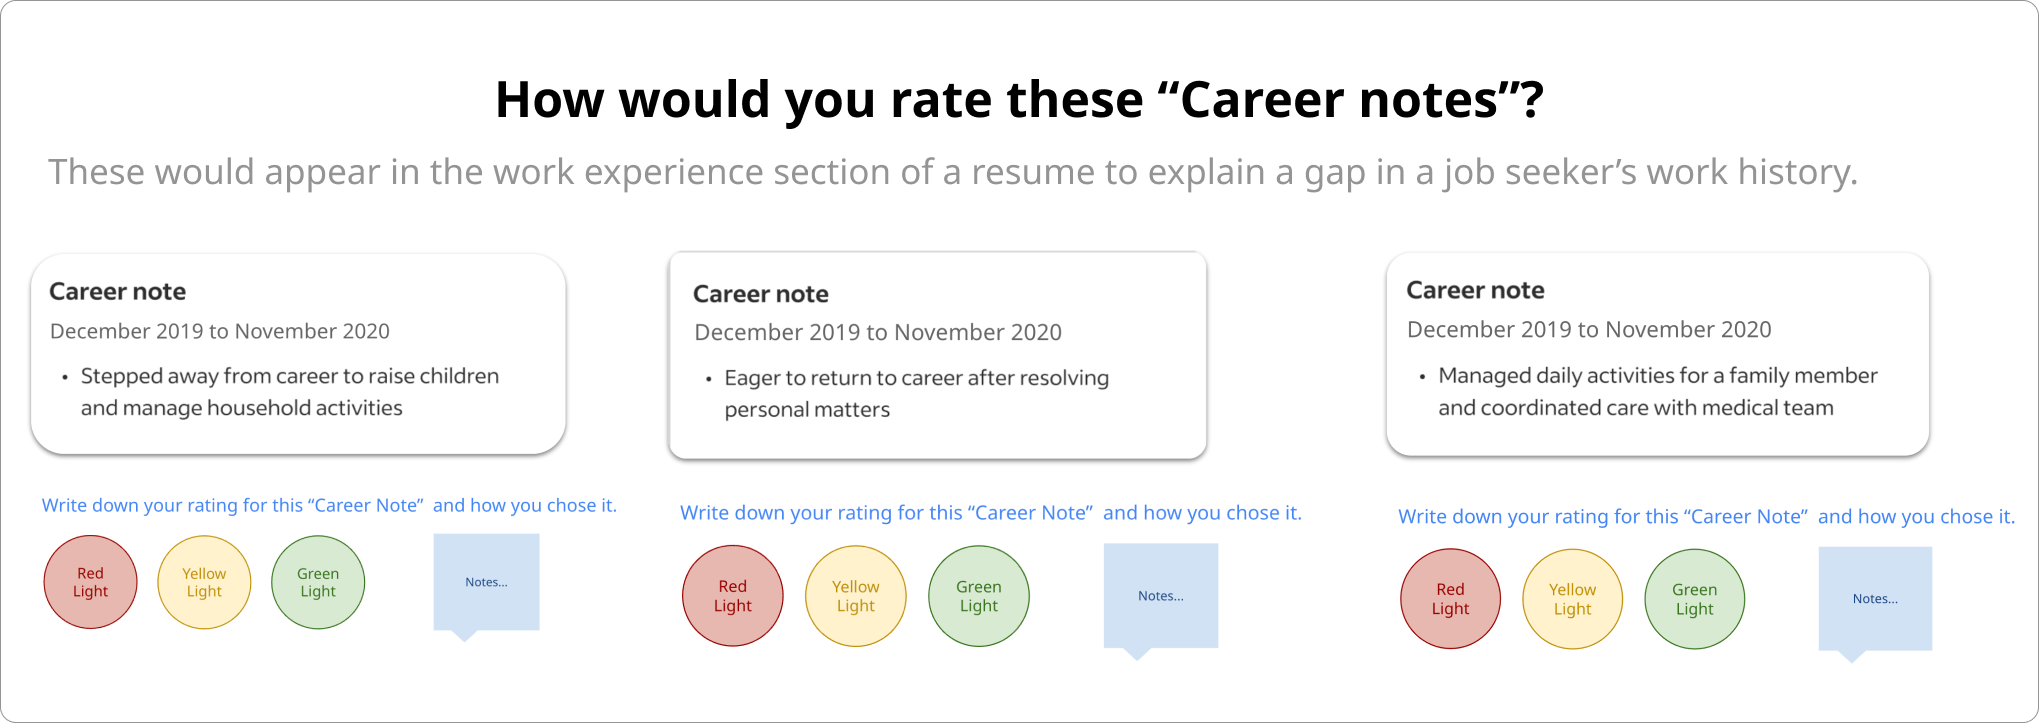 How would you rate these “Career notes”?
These would appear in the work experience section of a resume to explain a gap in a job seeker’s work history.
Career note
December 2019 to November 2020
• Stepped away from career to raise children
and manage household activities
Write down your rating for this “Career Note”  and how you chose it.
Red
Light
Yellow
Light
Green
Light
Notes...
Career note
December 2019 to November 2020
• Eager to return to career after resolving
personal matters
Write down your rating for this “Career Note”  and how you chose it.
Red
Light
Yellow
Light
Green
Light
Notes...
Career note
December 2019 to November 2020
• Managed daily activities for a family member
and coordinated care with medical team
Write down your rating for this “Career Note”  and how you chose it.
Red
Light
Yellow
Light
Green
Light
Notes...